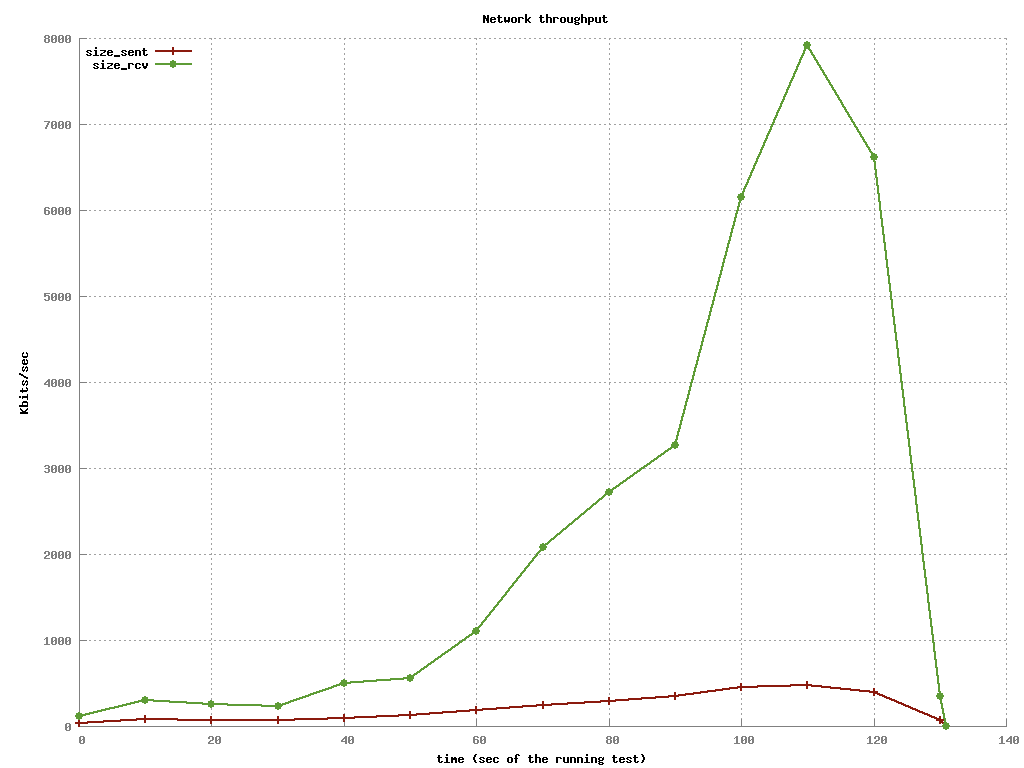 Network throughput
size_sent
size_rcv
8000
7000
6000
5000
4000
3000
2000
1000
0
Kbits/sec
0 20 40 60 80 100 120 140
time (sec of the running test)